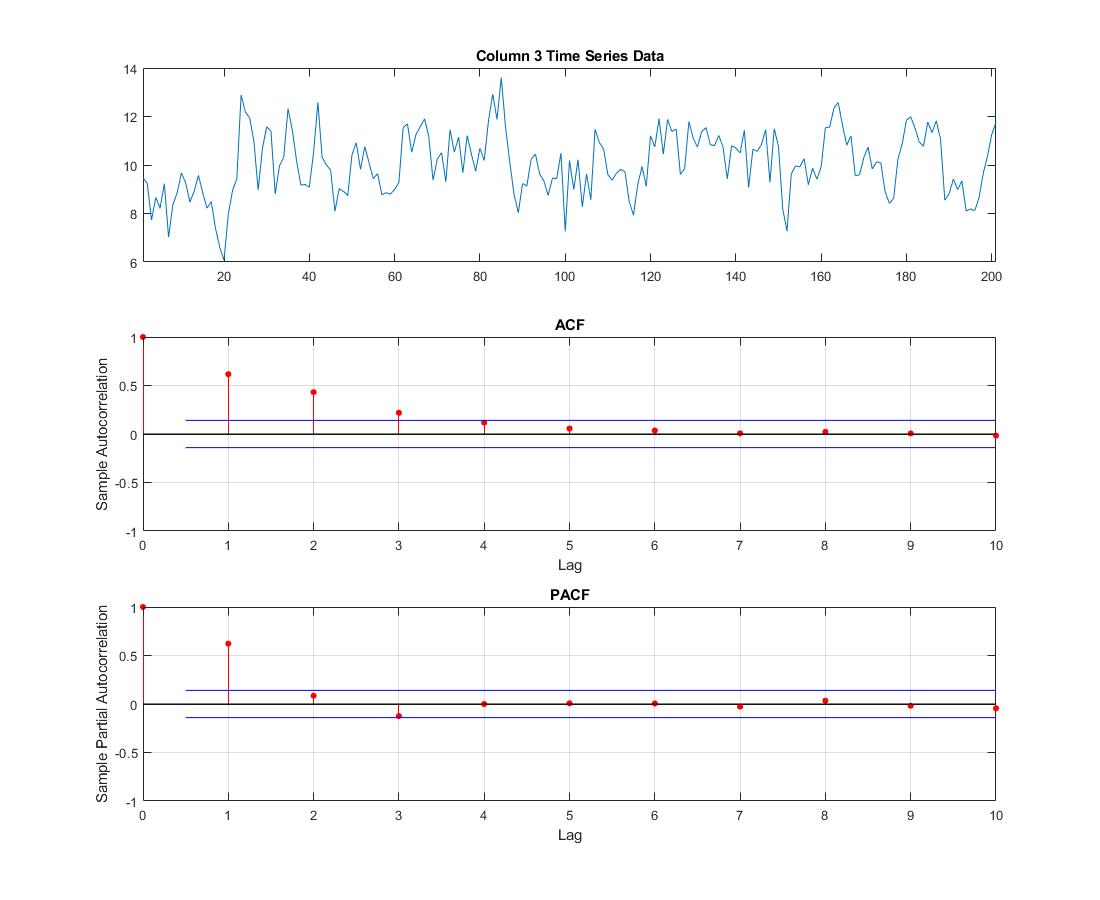 Column 3 Time Series Data
14
12
10
8
6
20 40 60 80 100 120 140 160 180 200
ACF
Sample Autocorrelation
1
0.5
0
-0.5
-1
0 1 2 3 4 5 6 7 8 9 10
Lag
PACF
Sample Partial Autocorrelation
1
0.5
0
-0.5
-1
0 1 2 3 4 5 6 7 8 9 10
Lag